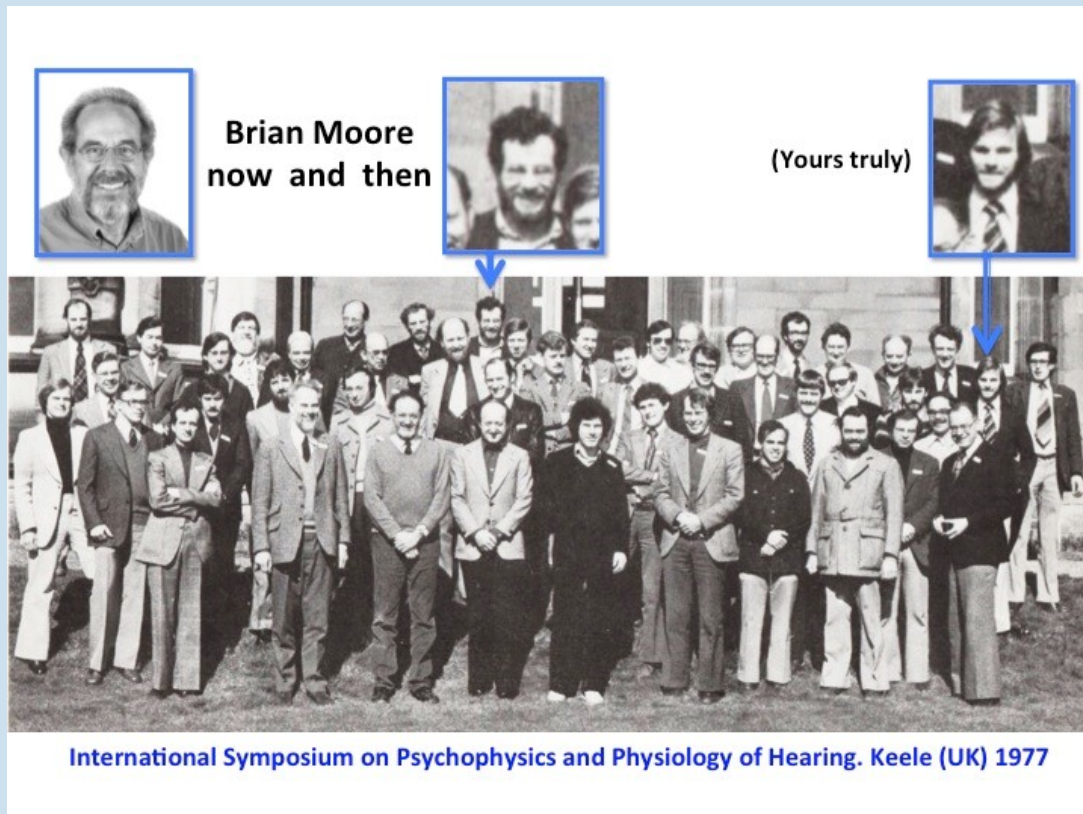 Brian Moore
now and then
(Yours truly)
International Symposium on Psychophysics and Physiology of Hearing. Keele (UK) 1977